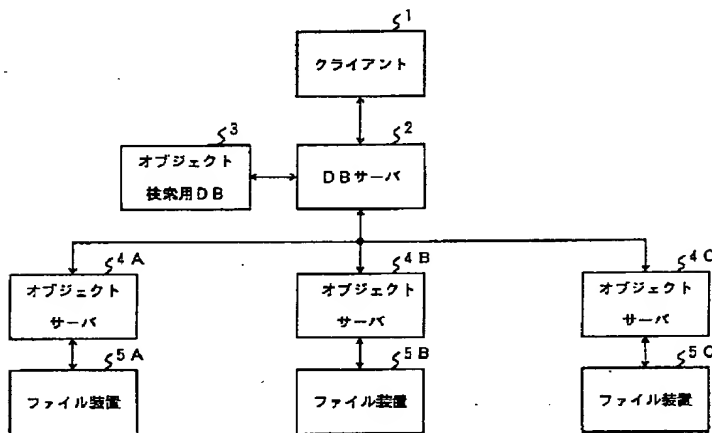 1
クライアント
3
2
オブジェクト
検索用DB
DBサーバ
4A
4B
4C
オブジェクト
サーバ
オブジェクト
サーバ
オブジェクト
サーバ
5A
5B
5C
ファイル装置
ファイル装置
ファイル装置